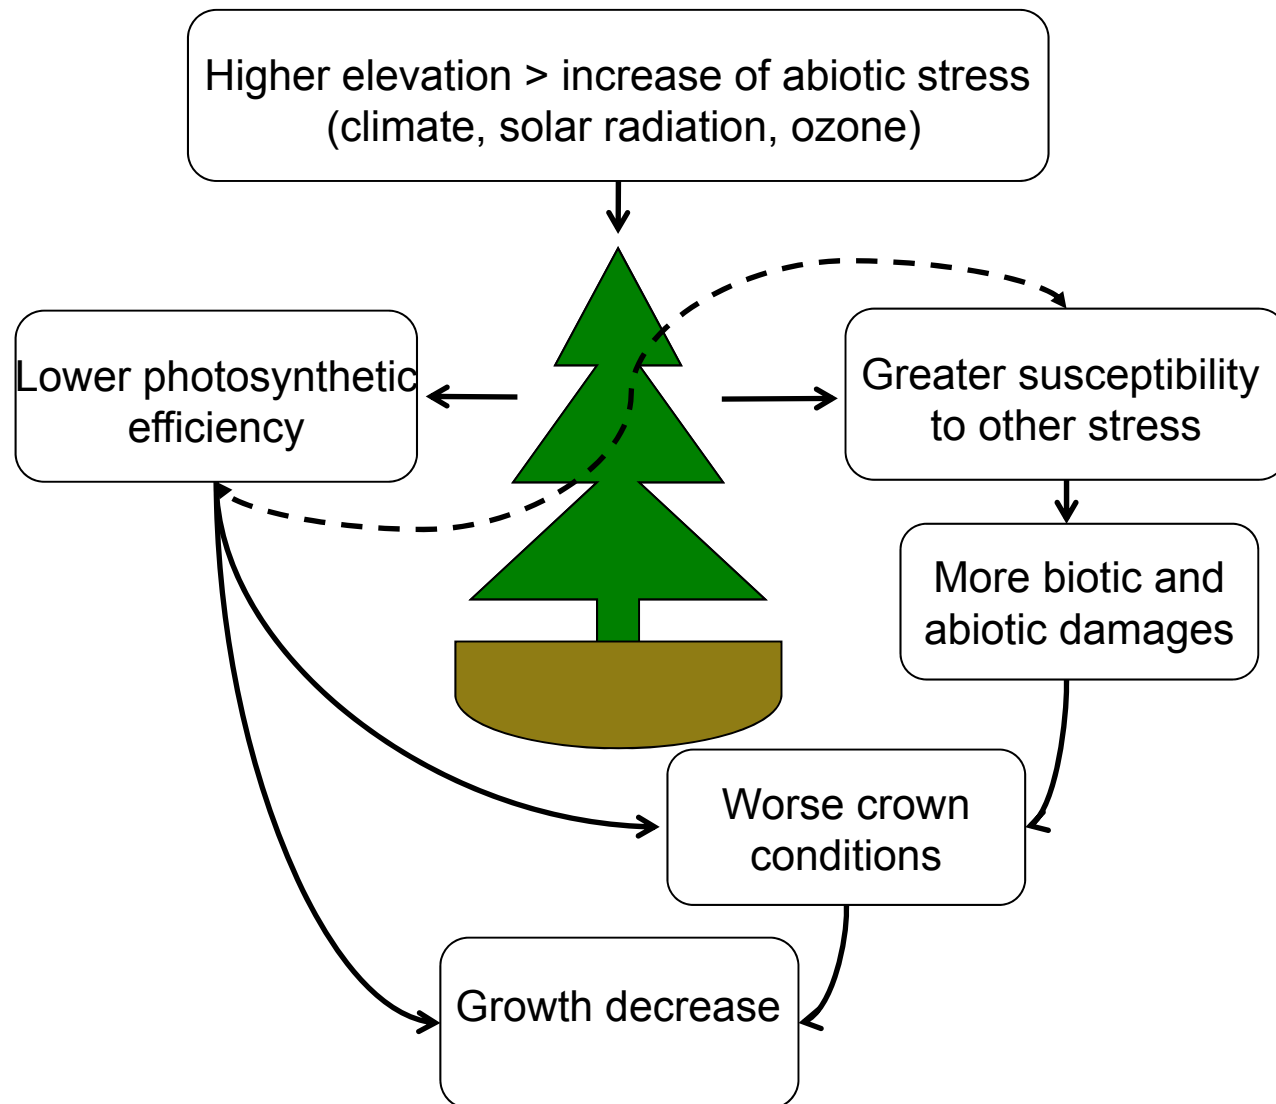 Higher elevation > increase of abiotic stress
(climate, solar radiation, ozone)
Lower photosynthetic
efficiency
Greater susceptibility
to other stress
More biotic and
abiotic damages
Worse crown
conditions
Growth decrease